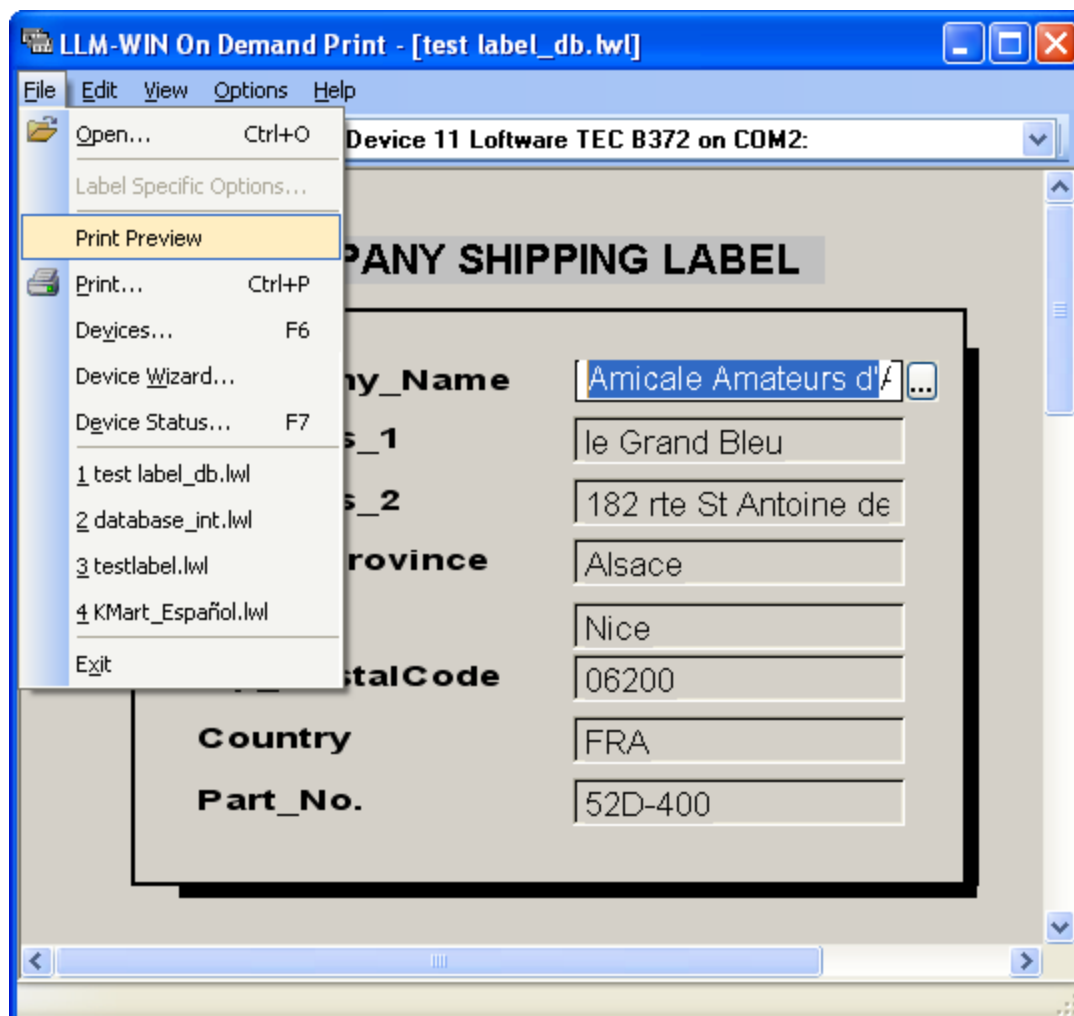 LLM-WIN On Demand Print - [test label_db.lwl]
File Edit View Options Help
Device 11 Loftware TEC B372 on COM2:
Open... Ctrl+O
Label Specific Options...
Print Preview
Print... Ctrl+P
Devices... F6
Device Wizard...
Device Status... F7
1 test label_db.lwl
2 database_int.lwl
3 testlabel.lwl
4 KMart_Español.lwl
Exit
PANY SHIPPING LABEL
ny_Name Amicale Amateurs d'A ...
s_1 le Grand Bleu
s_2 182 rte St Antoine de
rovince Alsace
Nice
stalCode 06200
Country FRA
Part_No. 52D-400